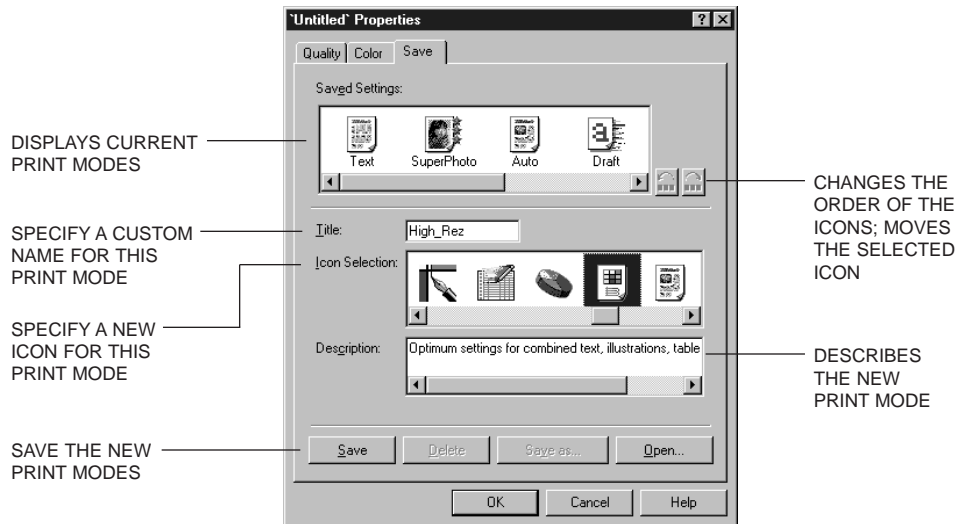 `Untitled` Properties
Quality
Color
Save
Saved Settings:
Text
SuperPhoto
Auto
Draft
DISPLAYS CURRENT
PRINT MODES
CHANGES THE
ORDER OF THE
ICONS; MOVES
THE SELECTED
ICON
SPECIFY A CUSTOM
NAME FOR THIS
PRINT MODE
Title:
High_Rez
Icon Selection:
SPECIFY A NEW
ICON FOR THIS
PRINT MODE
Description:
Optimum settings for combined text, illustrations, table
DESCRIBES
THE NEW
PRINT MODE
SAVE THE NEW
PRINT MODES
Save
Delete
Save as...
Open...
OK
Cancel
Help